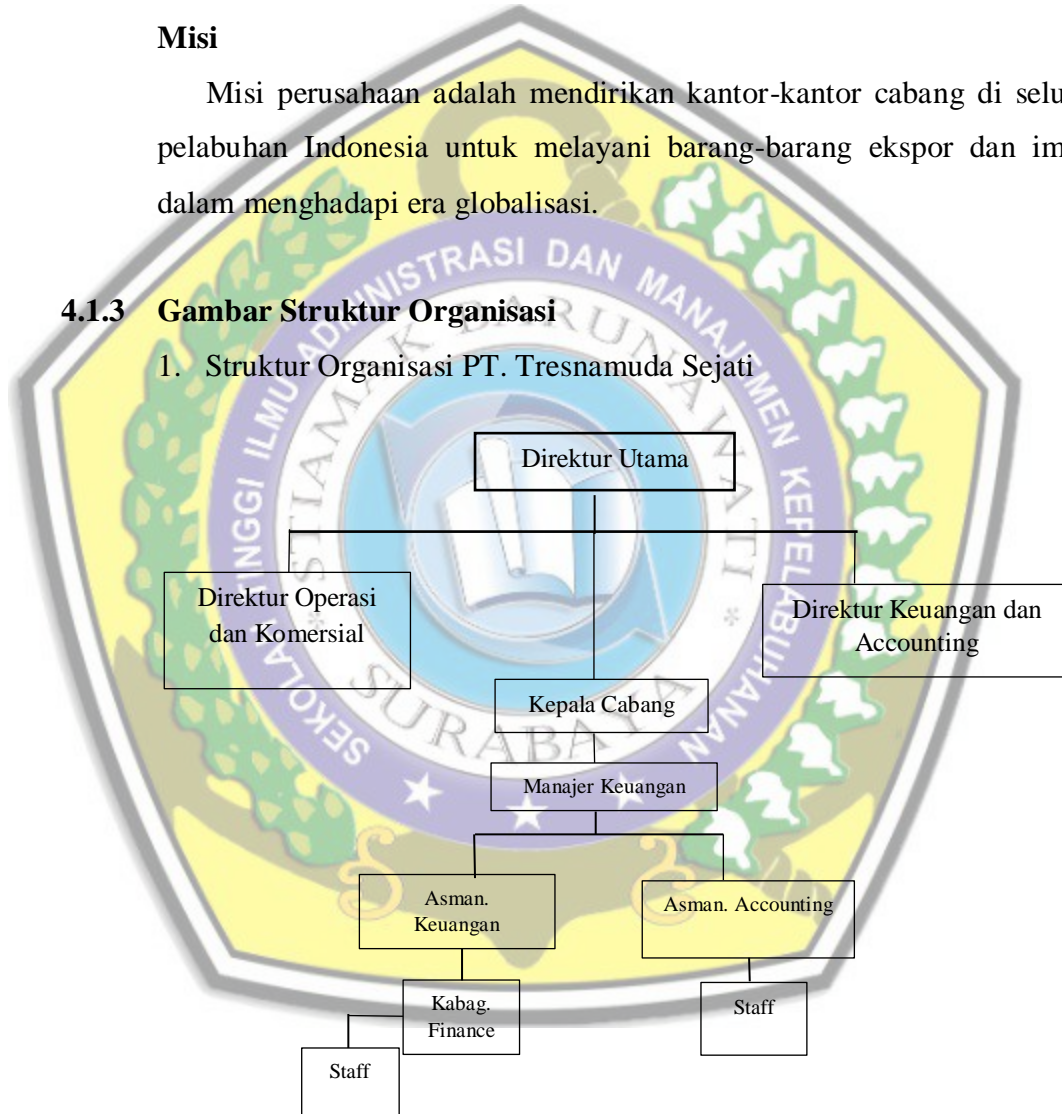 Misi
Misi perusahaan adalah mendirikan kantor-kantor cabang di selu
pelabuhan Indonesia untuk melayani barang-barang ekspor dan im
dalam menghadapi era globalisasi.
4.1.3 Gambar Struktur Organisasi
1. Struktur Organisasi PT. Tresnamuda Sejati
Direktur Utama
Direktur Operasi
dan Komersial
Direktur Keuangan dan
Accounting
Kepala Cabang
Manajer Keuangan
Asman.
Keuangan
Asman. Accounting
Kabag.
Finance
Staff
Staff
SEKOLAH TINGGI ILMU ADMINISTRASI DAN MANAJEMEN KEPELABUHANAN
STIAMAK BARUNAWATI
* SURABAYA *